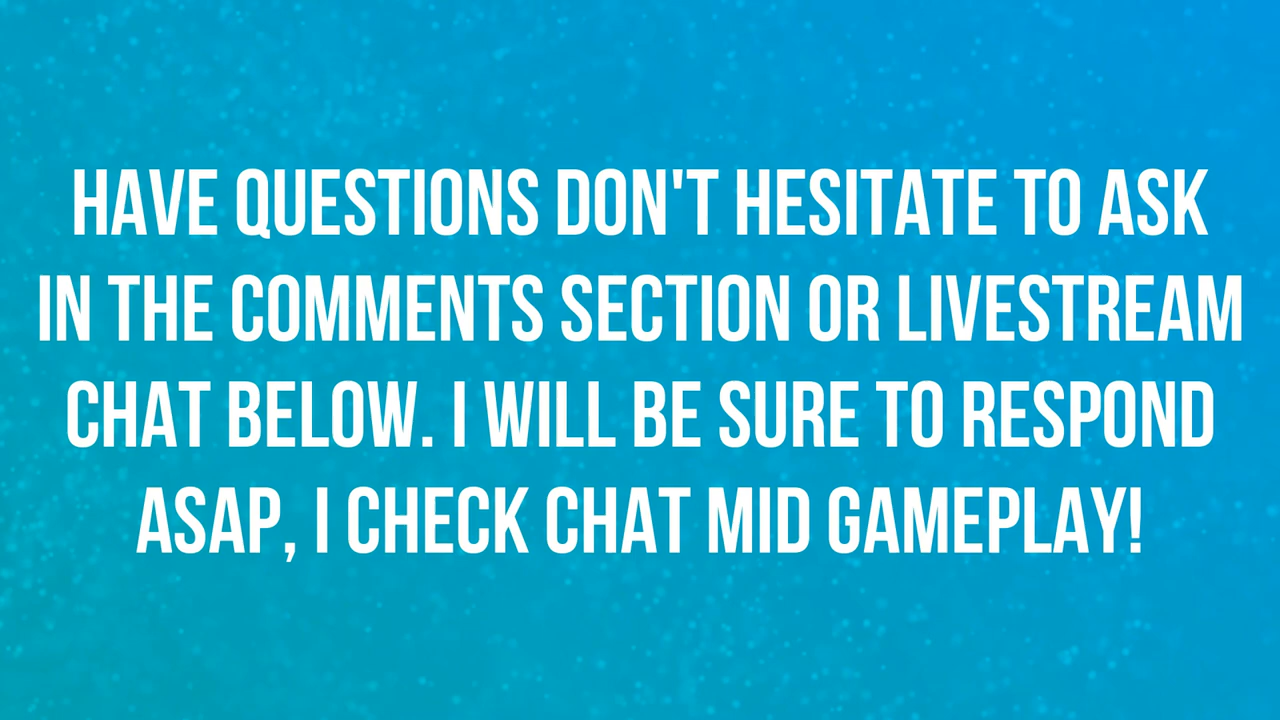 HAVE QUESTIONS DON'T HESITATE TO ASK
IN THE COMMENTS SECTION OR LIVESTREAM
CHAT BELOW. I WILL BE SURE TO RESPOND
ASAP, I CHECK CHAT MID GAMEPLAY!